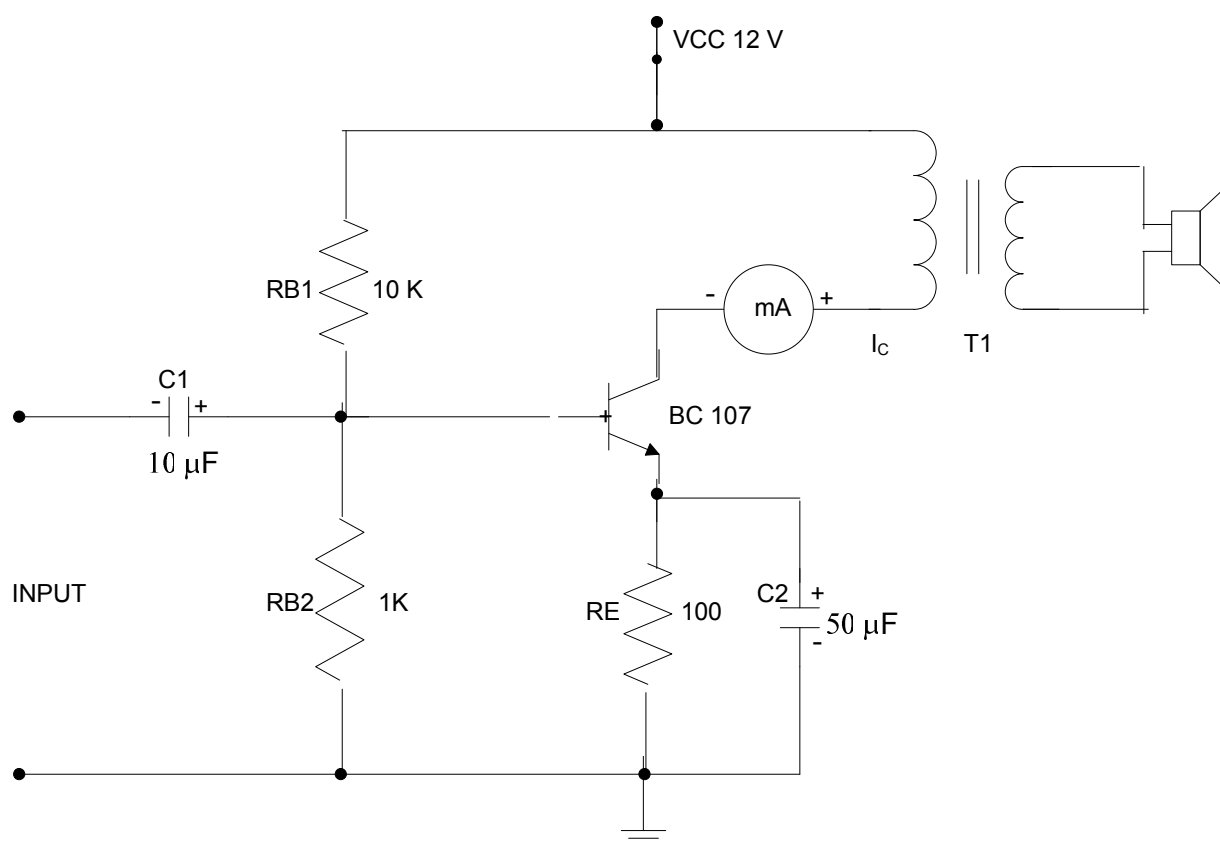 VCC 12 V
RB1 10 K
- mA +
I_C T1
C1
- +
10 μF
+
BC 107
INPUT
RB2 1K
RE 100
C2 +
50 μF
-